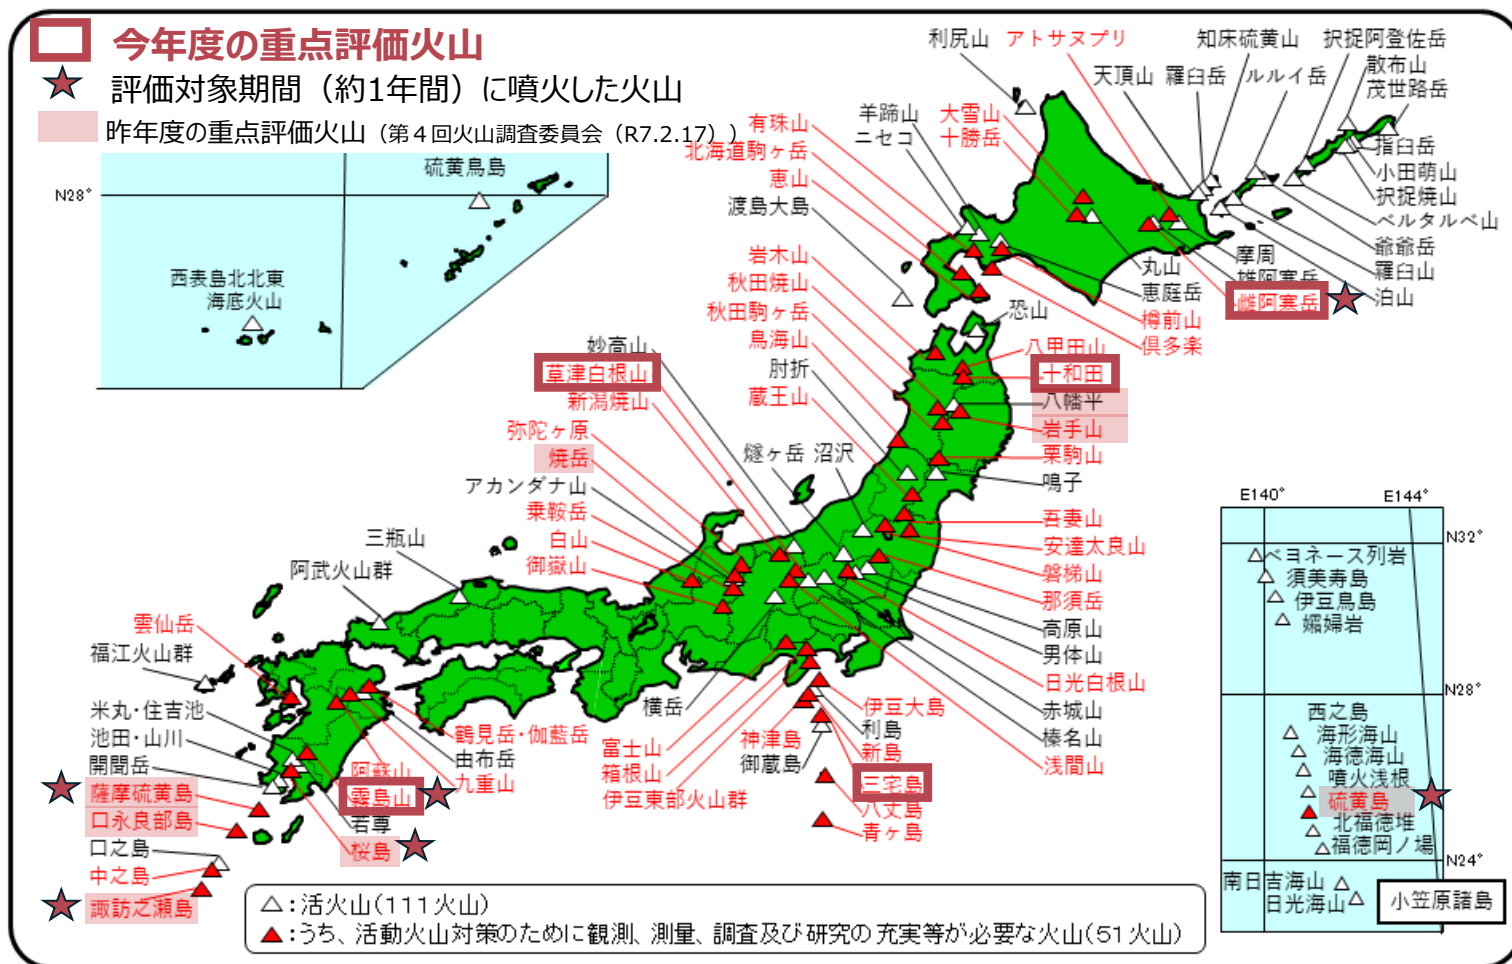 今年度の重点評価火山
評価対象期間（約1年間）に噴火した火山
昨年度の重点評価火山（第４回火山調査委員会（R7.2.17））
N28°
硫黄鳥島
西表島北北東
海底火山
利尻山
アトサヌプリ
知床硫黄山
択捉阿登佐岳
天頂山
羅臼岳
ルルイ岳
散布山
茂世路岳
羊蹄山
ニセコ
大雪山
十勝岳
有珠山
北海道駒ヶ岳
恵山
渡島大島
指臼岳
小田萌山
択捉焼山
ベルタルベ山
爺爺岳
羅臼山
泊山
摩周
雄阿寒岳
雌阿寒岳
丸山
恵庭岳
樽前山
倶多楽
岩木山
秋田焼山
秋田駒ヶ岳
鳥海山
肘折
蔵王山
恐山
八甲田山
十和田
八幡平
岩手山
栗駒山
鳴子
妙高山
草津白根山
新潟焼山
弥陀ヶ原
焼岳
アカンダナ山
乗鞍岳
白山
御嶽山
燧ヶ岳
沼沢
吾妻山
安達太良山
磐梯山
那須岳
高原山
男体山
日光白根山
赤城山
榛名山
浅間山
三瓶山
阿武火山群
雲仙岳
福江火山群
米丸・住吉池
池田・山川
開聞岳
薩摩硫黄島
口永良部島
口之島
中之島
諏訪之瀬島
鶴見岳・伽藍岳
由布岳
九重山
阿蘇山
霧島山
若尊
桜島
横岳
富士山
箱根山
伊豆東部火山群
伊豆大島
利島
新島
神津島
御蔵島
三宅島
八丈島
青ヶ島
E140°
E144°
N32°
ベヨネース列岩
須美寿島
伊豆鳥島
孀婦岩
N28°
西之島
海形海山
海徳海山
噴火浅根
硫黄島
北福徳堆
福徳岡ノ場
N24°
南日吉海山
日光海山
小笠原諸島
△：活火山(111火山)
▲：うち、活動火山対策のために観測、測量、調査及び研究の充実等が必要な火山(51火山)